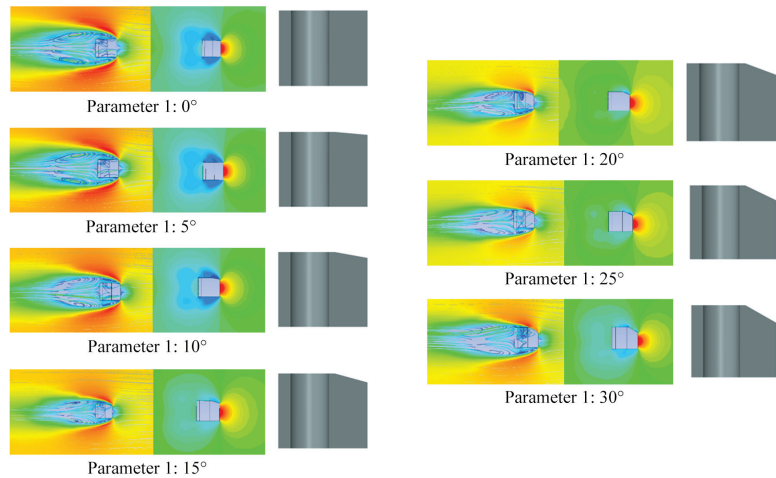 Parameter 1: 0°
Parameter 1: 5°
Parameter 1: 10°
Parameter 1: 15°
Parameter 1: 20°
Parameter 1: 25°
Parameter 1: 30°